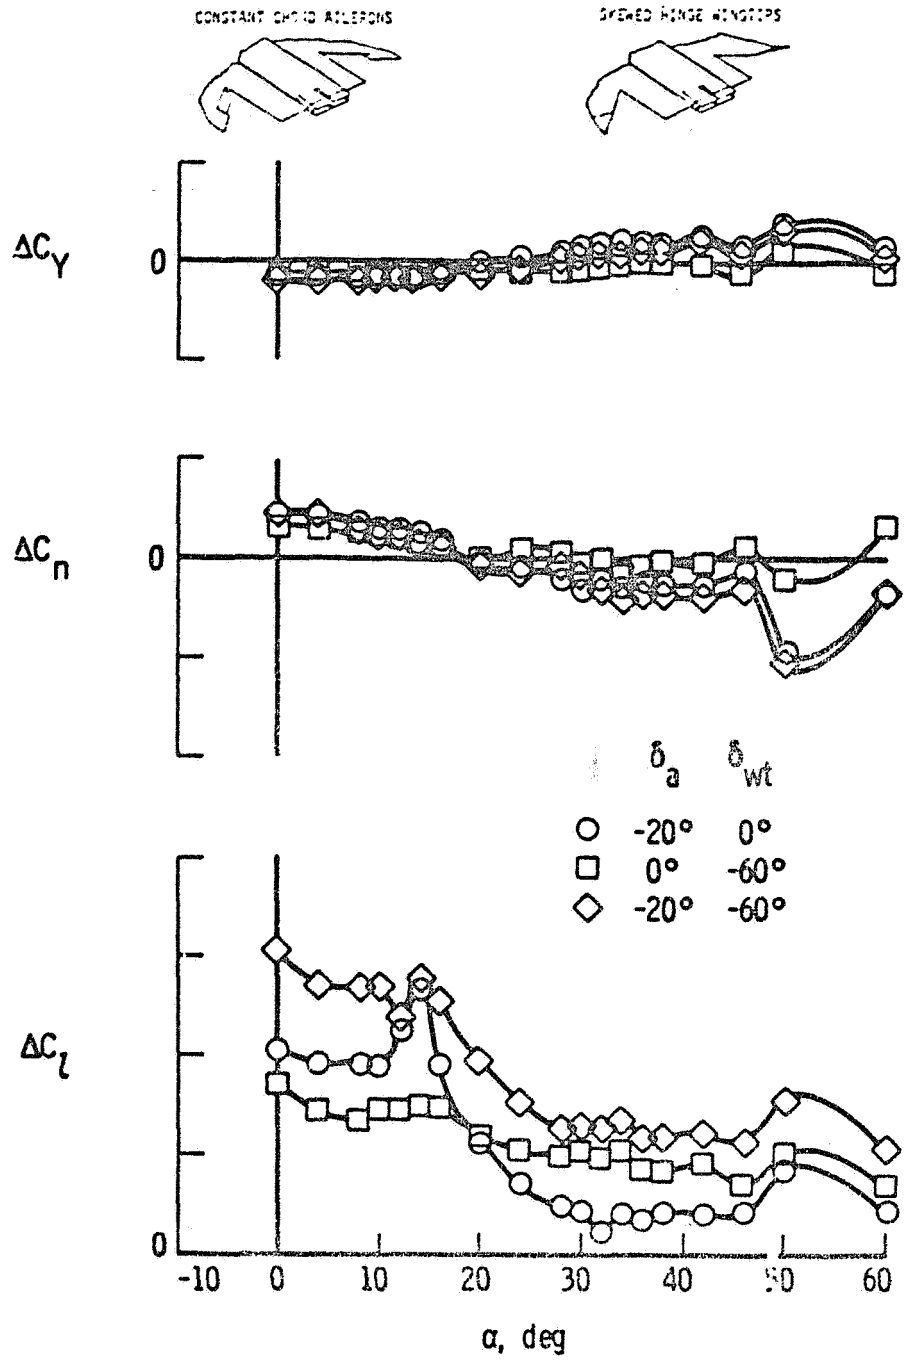 CONSTANT CHORD AILERONS
SKEWED HINGE WINGTIPS
ΔC_Y
0
ΔC_n
0
δ_a δ_wt
-20° 0°
0° -60°
-20° -60°
ΔC_l
0
-10 0 10 20 30 40 50 60
α, deg